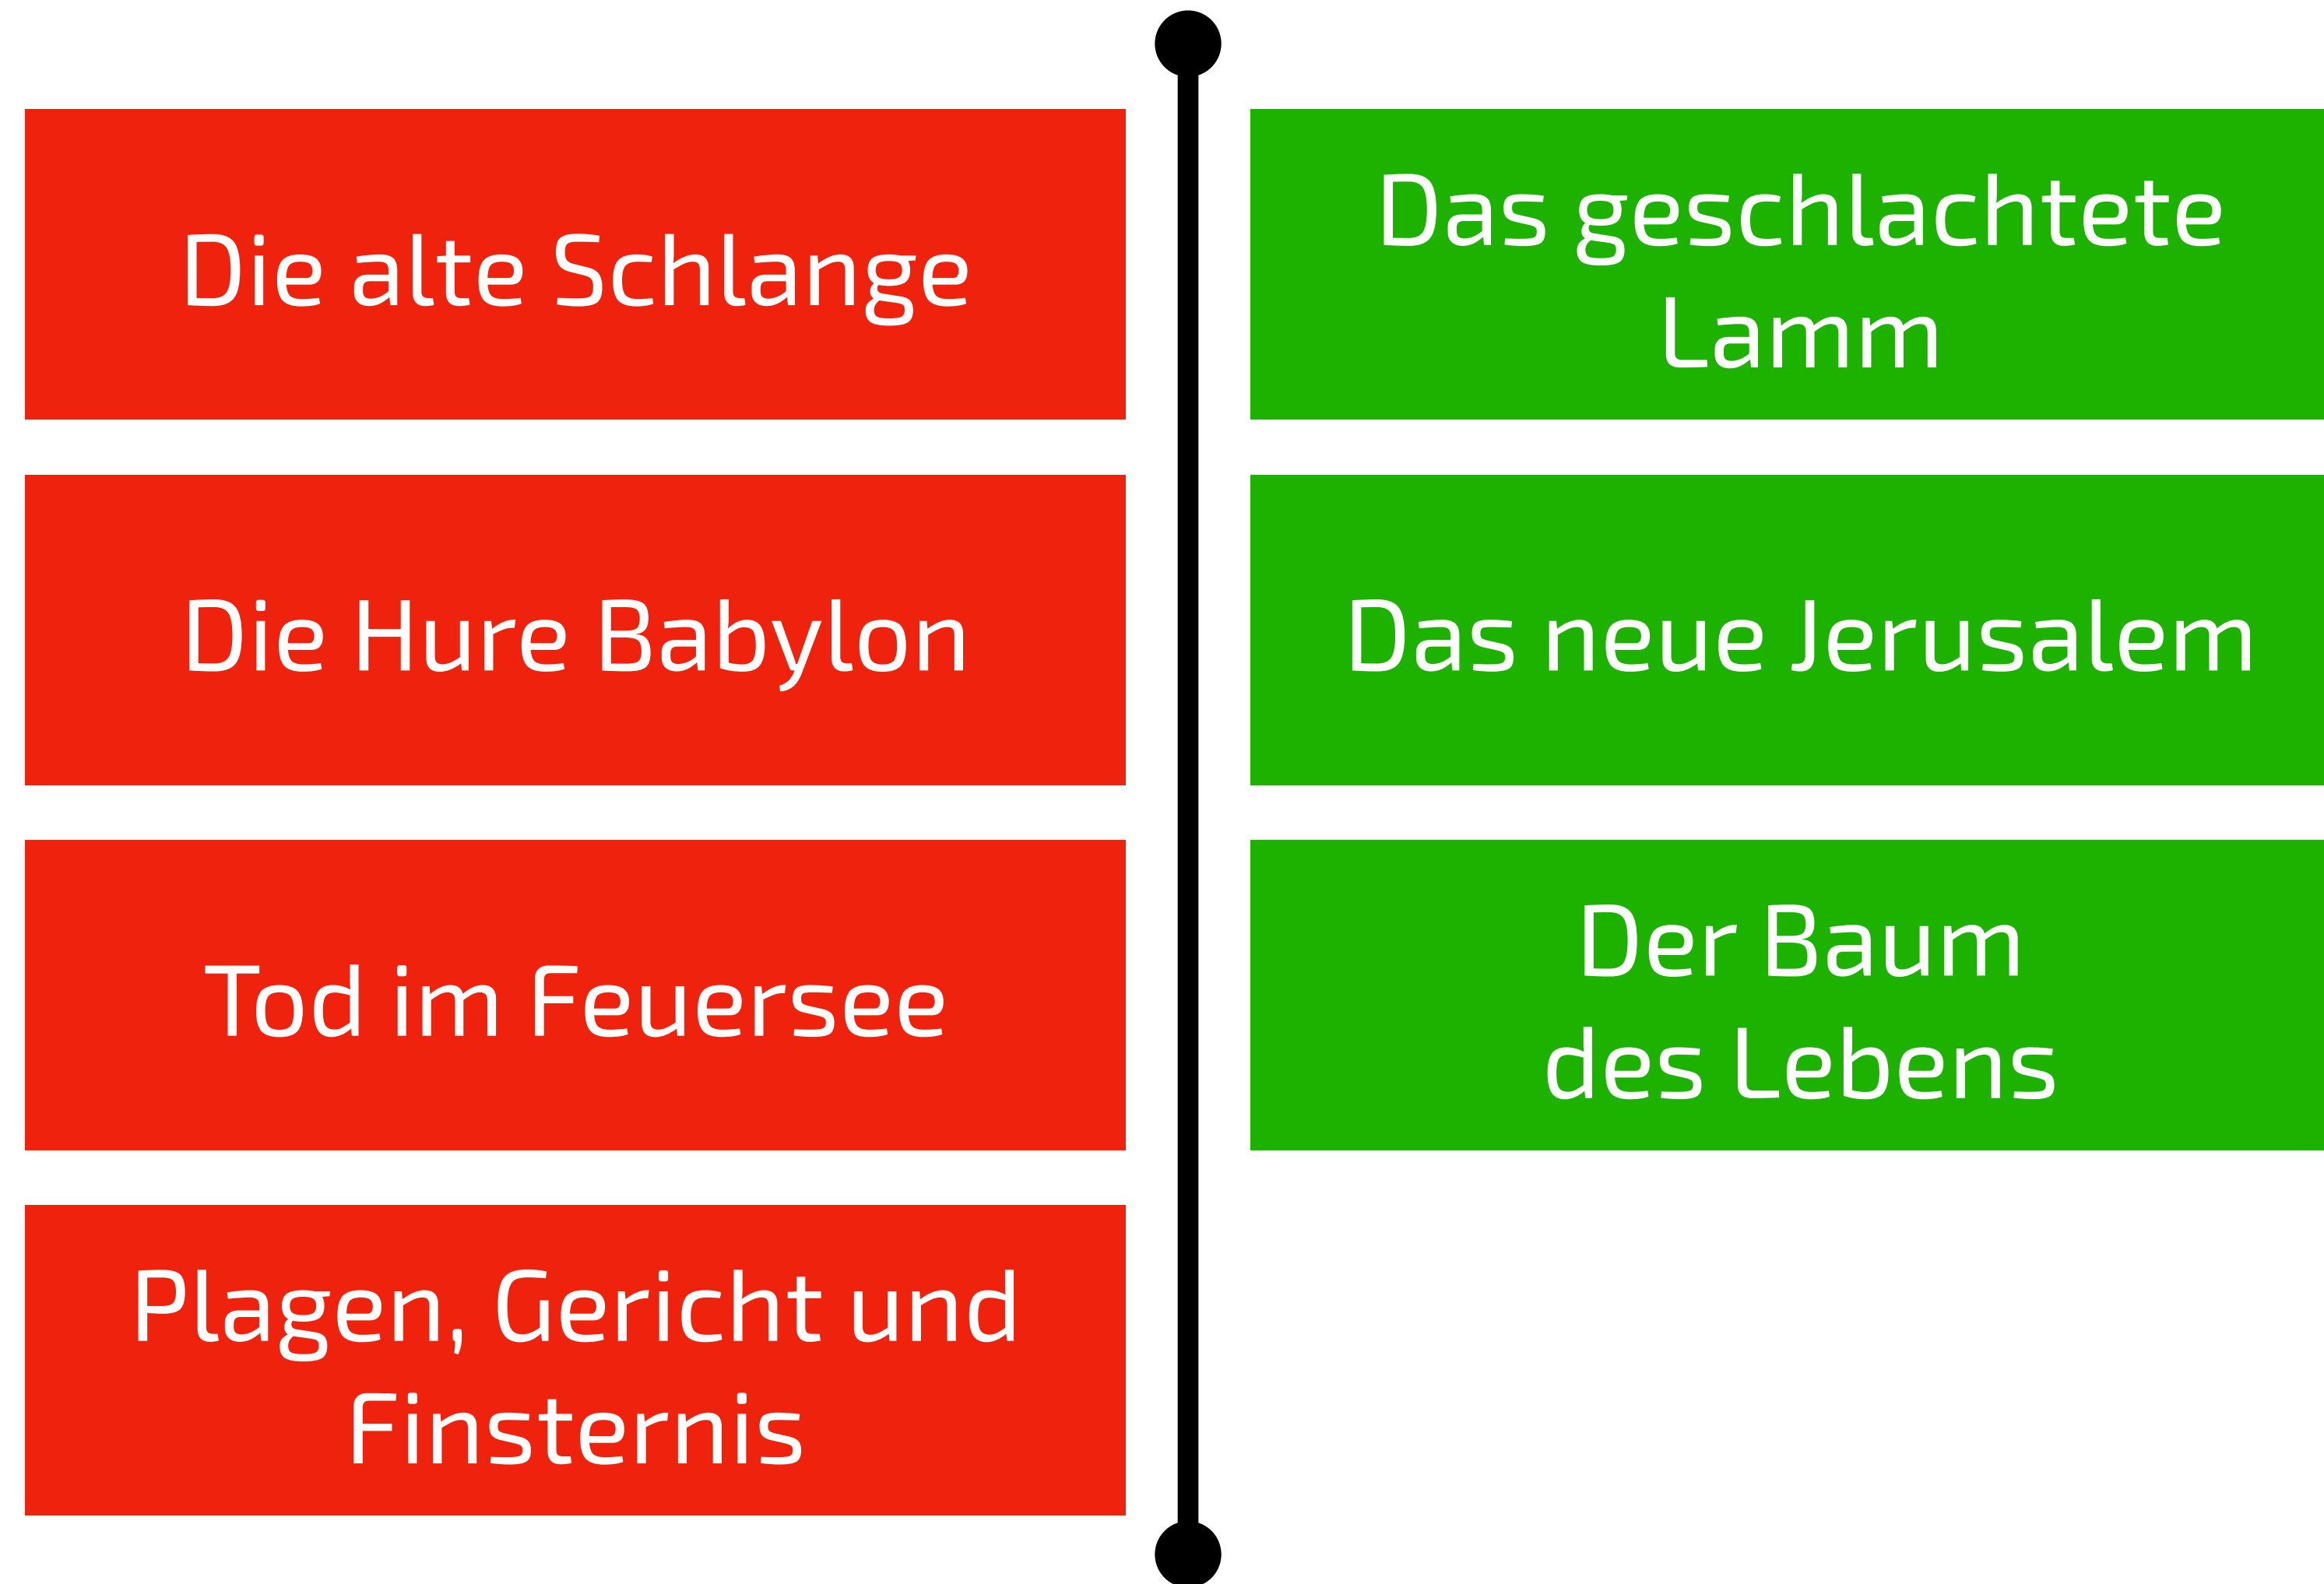 Die alte Schlange
Das geschlachtete
Lamm
Die Hure Babylon
Das neue Jerusalem
Tod im Feuersee
Der Baum
des Lebens
Plagen, Gericht und
Finsternis